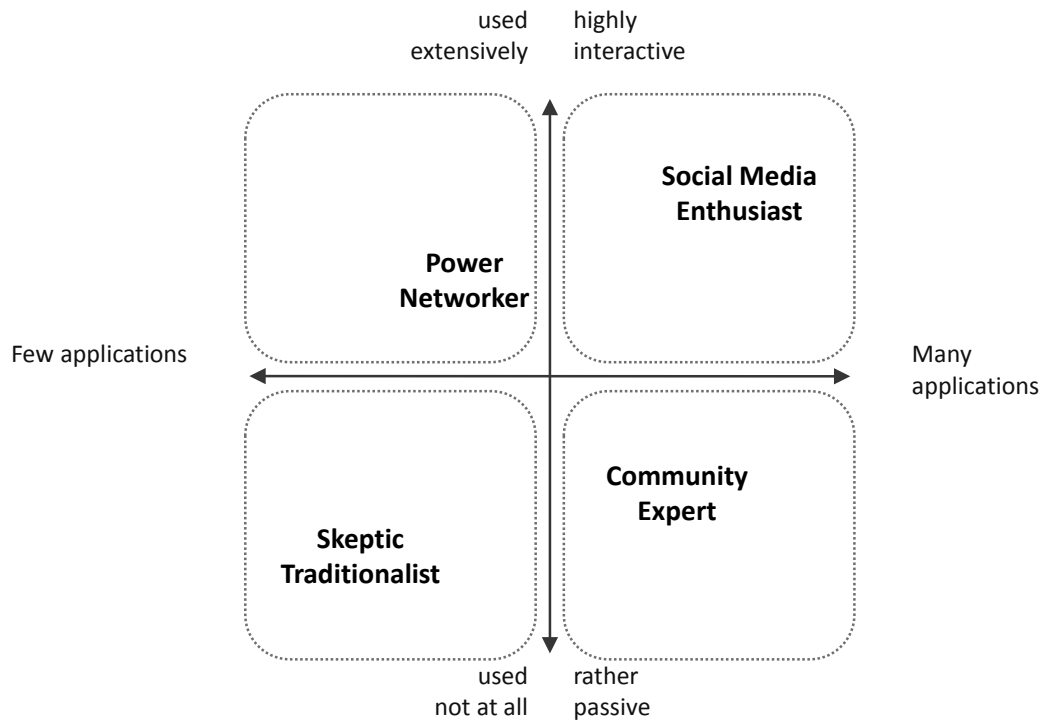 used
extensively
highly
interactive
Social Media
Enthusiast
Power
Networker
Few applications
Many
applications
Community
Expert
Skeptic
Traditionalist
used
not at all
rather
passive